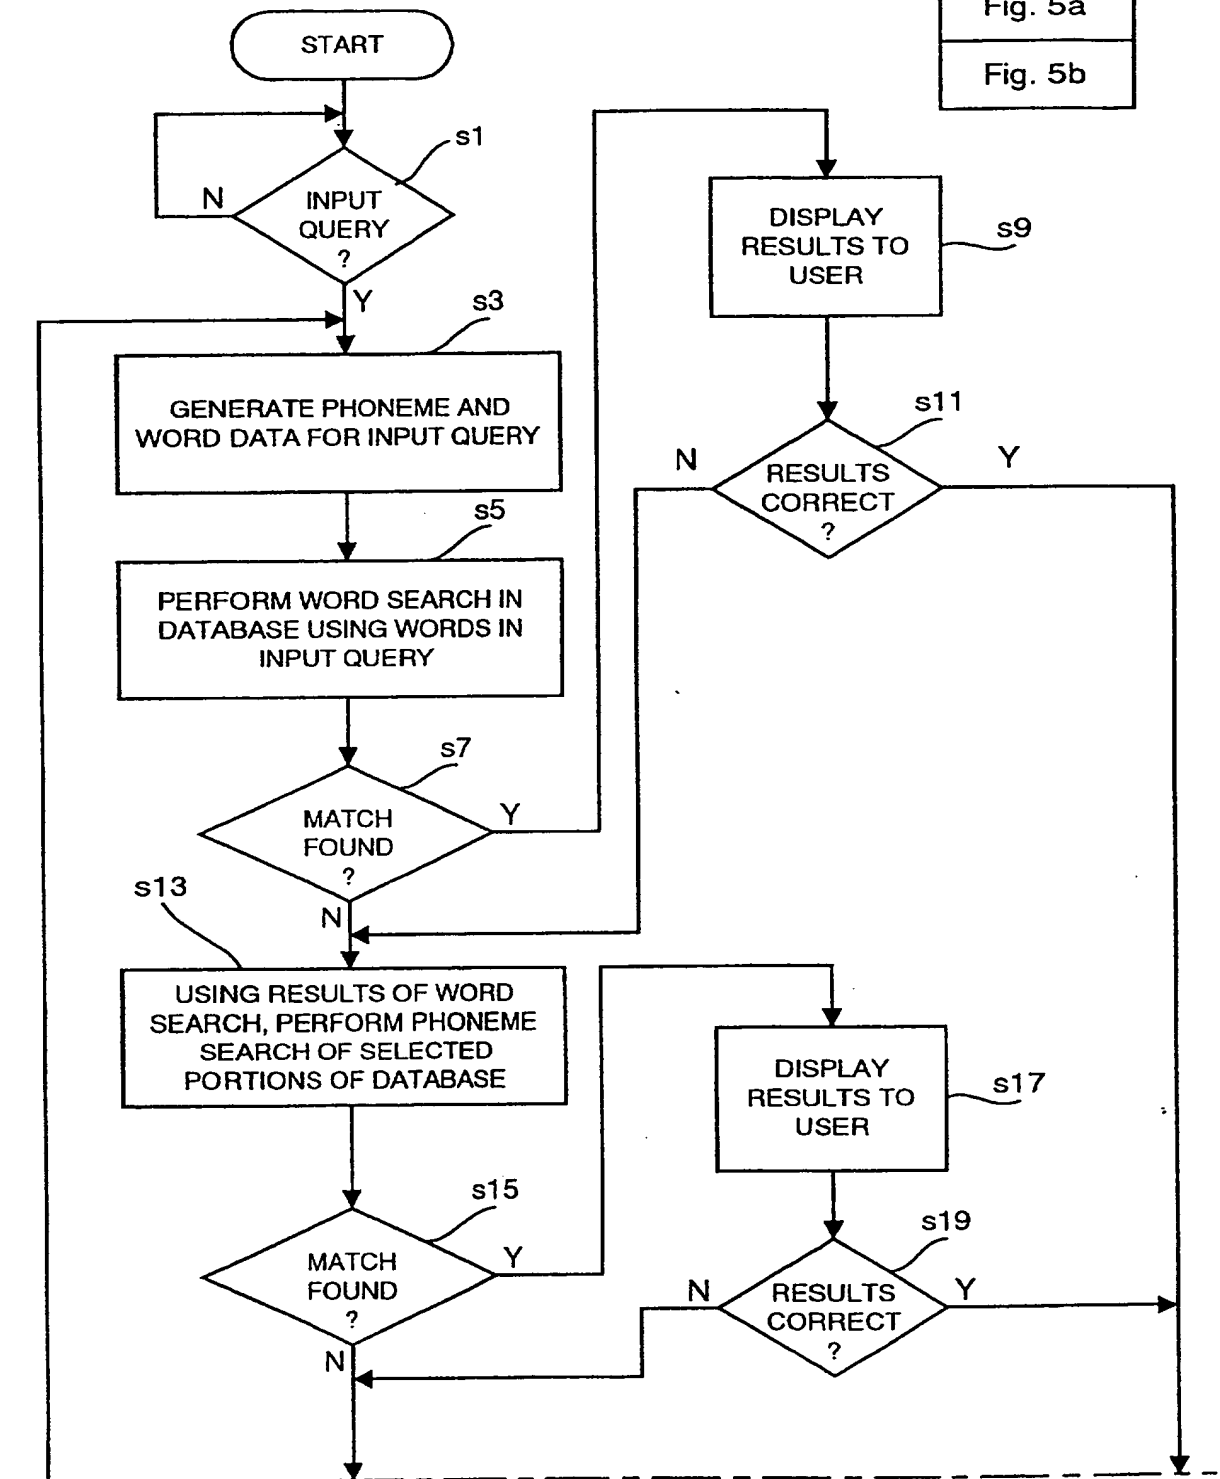 START
Fig. 5a
Fig. 5b
s1
N
INPUT
QUERY
?
Y
s3
GENERATE PHONEME AND
WORD DATA FOR INPUT QUERY
s5
PERFORM WORD SEARCH IN
DATABASE USING WORDS IN
INPUT QUERY
s7
MATCH
FOUND
?
Y
N
DISPLAY
RESULTS TO
USER
s9
s11
N
RESULTS
CORRECT
?
Y
s13
USING RESULTS OF WORD
SEARCH, PERFORM PHONEME
SEARCH OF SELECTED
PORTIONS OF DATABASE
s15
MATCH
FOUND
?
Y
N
DISPLAY
RESULTS TO
USER
s17
s19
N
RESULTS
CORRECT
?
Y